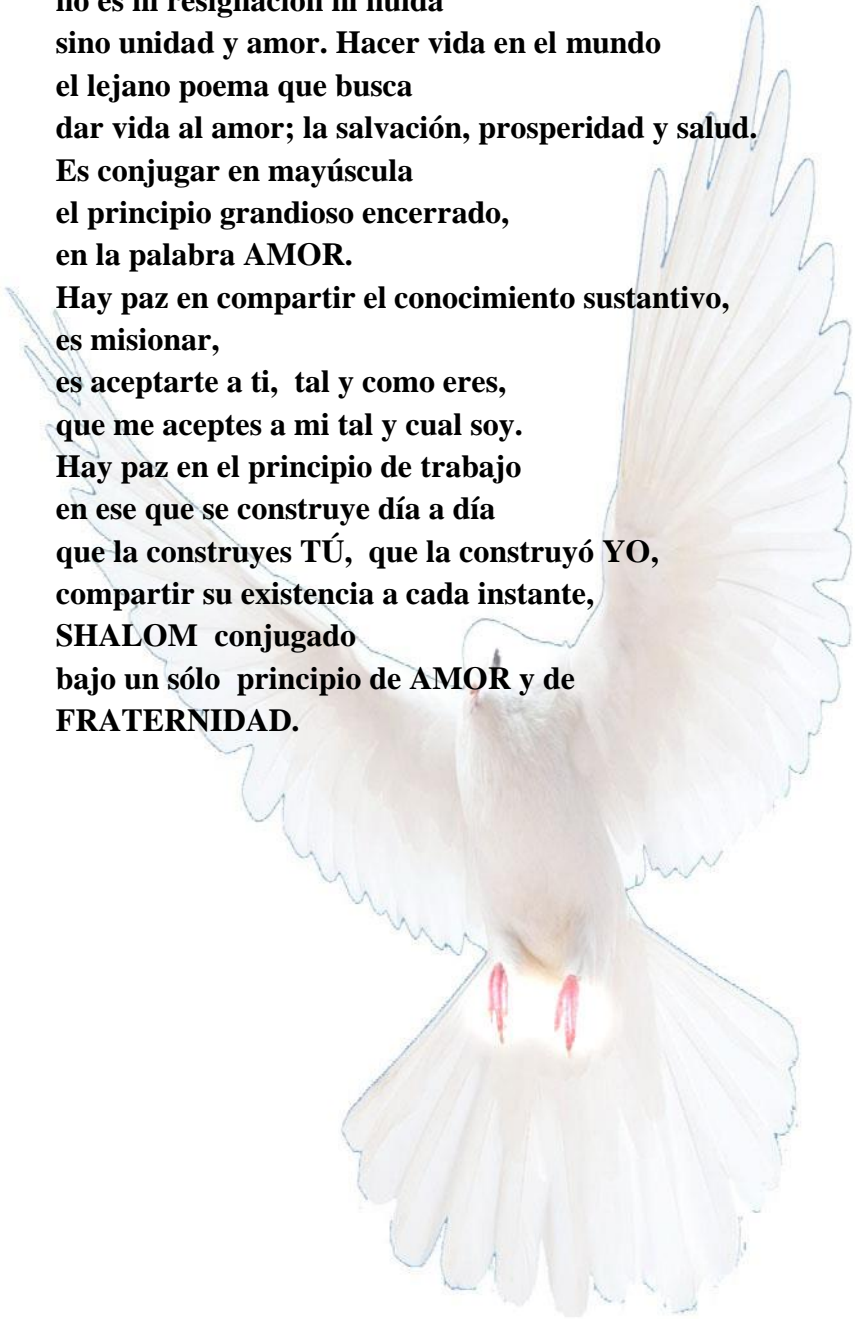 no es ni resignación ni huida
sino unidad y amor. Hacer vida en el mundo
el lejano poema que busca
dar vida al amor; la salvación, prosperidad y salud.
Es conjugar en mayúscula
el principio grandioso encerrado,
en la palabra AMOR.
Hay paz en compartir el conocimiento sustantivo,
es misionar,
es aceptarte a ti,  tal y como eres,
que me aceptes a mi tal y cual soy.
Hay paz en el principio de trabajo
en ese que se construye día a día
que la construyes TÚ,  que la construyó YO,
compartir su existencia a cada instante,
SHALOM  conjugado
bajo un sólo  principio de AMOR y de
FRATERNIDAD.